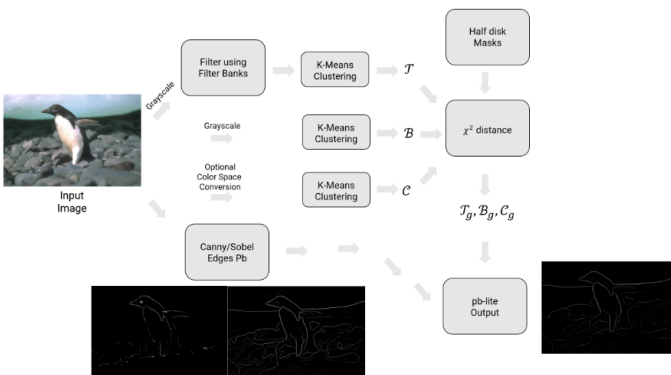 Half disk
Masks
Filter using
Filter Banks
K-Means
Clustering
𝒯
Grayscale
Grayscale
K-Means
Clustering
ℬ
χ² distance
Optional
Color Space
Conversion
K-Means
Clustering
𝒞
Input
Image
𝒯g, ℬg, 𝒞g
Canny/Sobel
Edges Pb
pb-lite
Output